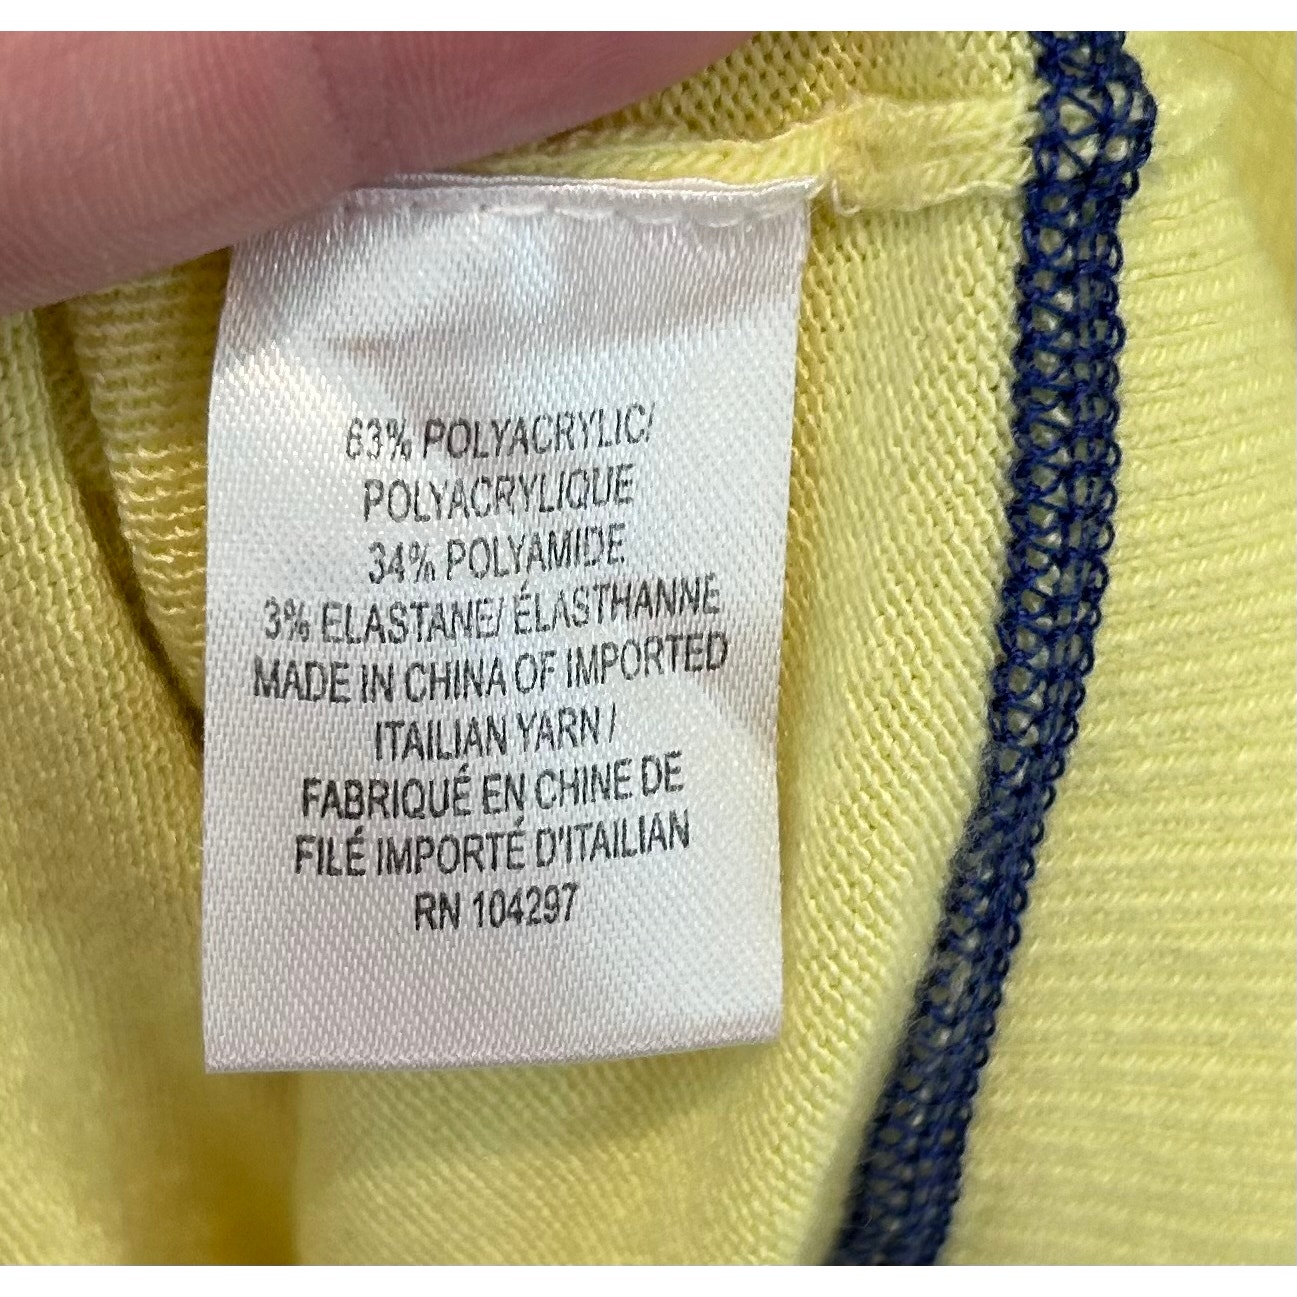 63% POLYACRYLIC/
POLYACRYLIQUE
34% POLYAMIDE
3% ELASTANE/ ÉLASTHANNE
MADE IN CHINA OF IMPORTED
ITAILIAN YARN /
FABRIQUÉ EN CHINE DE
FILÉ IMPORTÉ D'ITAILIAN
RN 104297